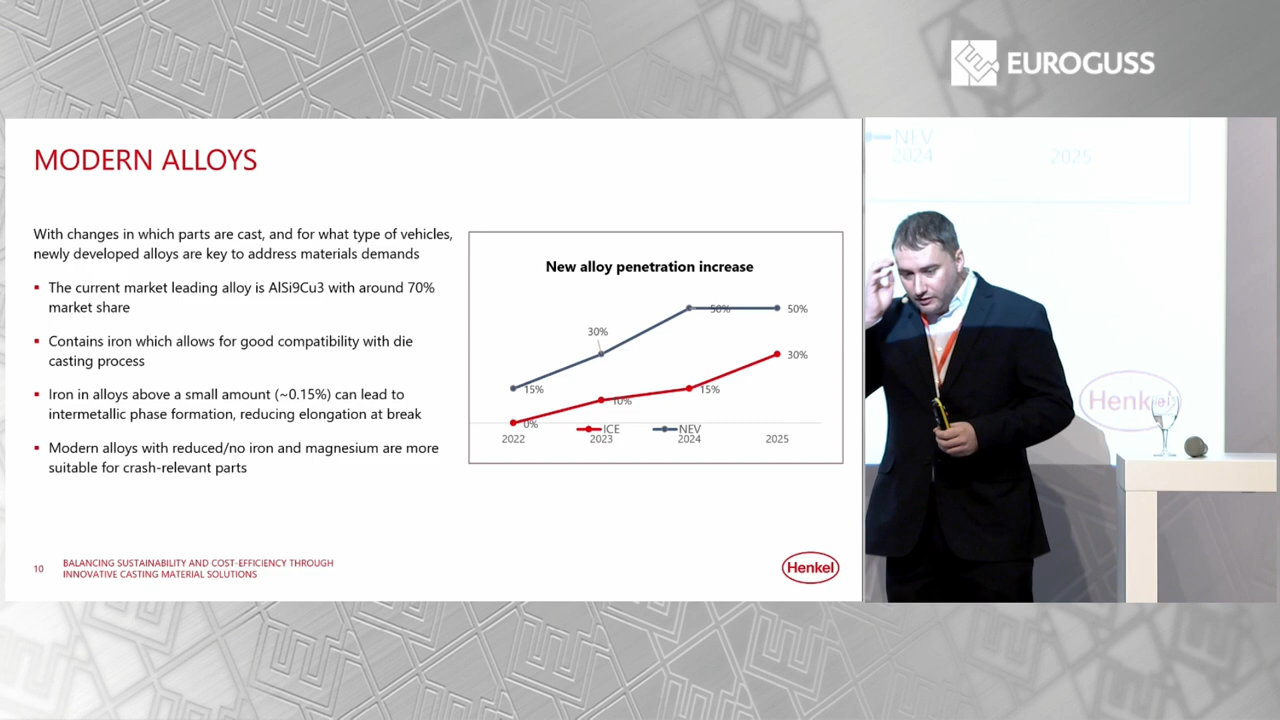 EUROGUSS
MODERN ALLOYS
With changes in which parts are cast, and for what type of vehicles,
newly developed alloys are key to address materials demands
▪ The current market leading alloy is AlSi9Cu3 with around 70%
market share
▪ Contains iron which allows for good compatibility with die
casting process
▪ Iron in alloys above a small amount (~0.15%) can lead to
intermetallic phase formation, reducing elongation at break
▪ Modern alloys with reduced/no iron and magnesium are more
suitable for crash-relevant parts
New alloy penetration increase
50%
50%
30%
30%
15%
15%
10%
0%
ICE
NEV
2022
2023
2024
2025
10
BALANCING SUSTAINABILITY AND COST-EFFICIENCY THROUGH
INNOVATIVE CASTING MATERIAL SOLUTIONS
Henkel
NEV
2024
2025
Henkel